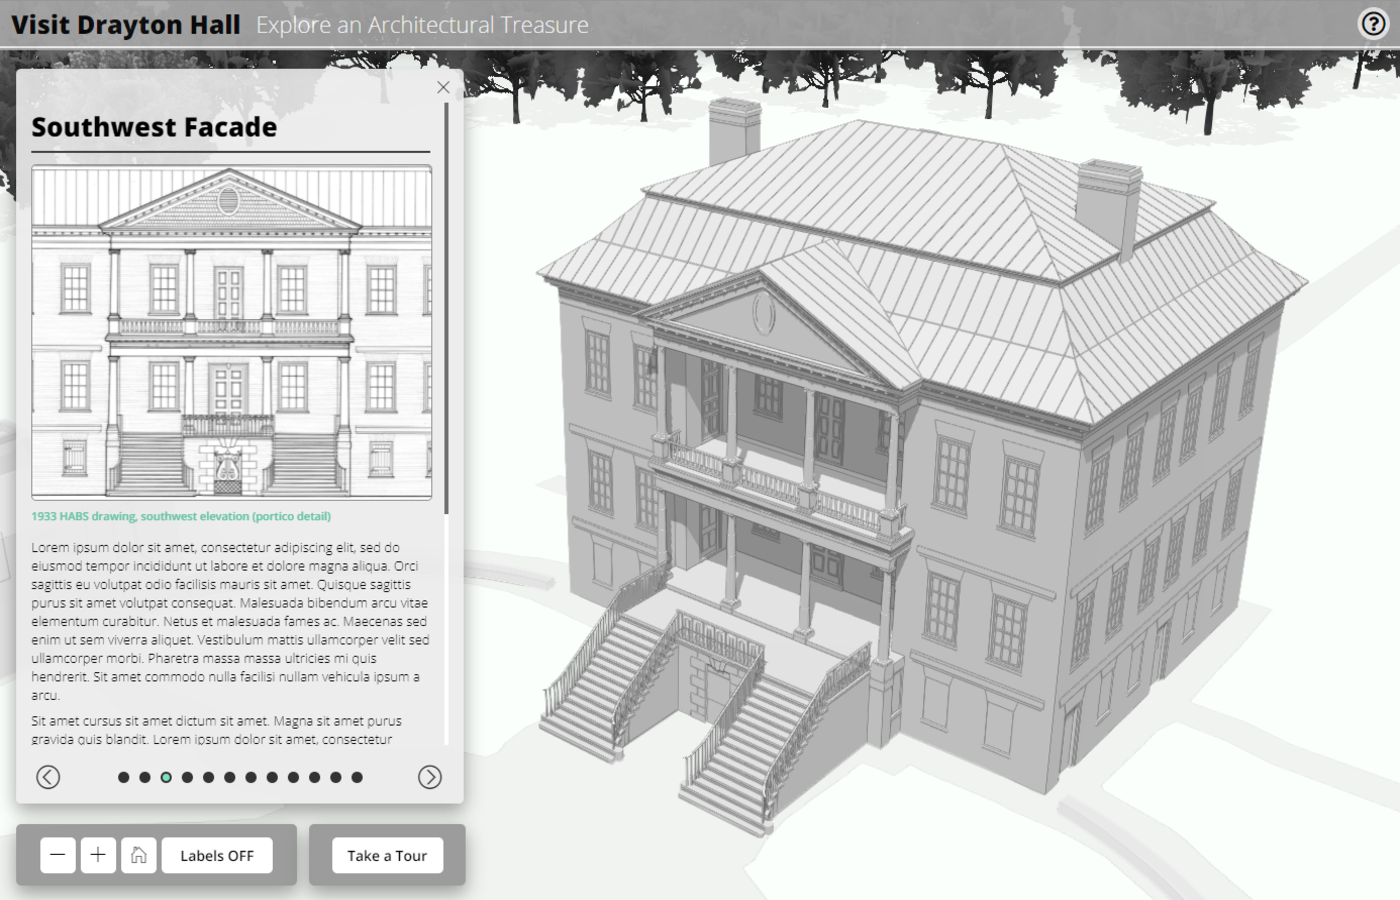 Visit Drayton Hall Explore an Architectural Treasure
?
Southwest Facade
1933 HABS drawing, southwest elevation (portico detail)
Lorem ipsum dolor sit amet, consectetur adipiscing elit, sed do
eiusmod tempor incididunt ut labore et dolore magna aliqua. Orci
sagittis eu volutpat odio facilisis mauris sit amet. Quisque sagittis
purus sit amet volutpat consequat. Malesuada bibendum arcu vitae
elementum curabitur. Netus et malesuada fames ac. Maecenas sed
enim ut sem viverra aliquet. Vestibulum mattis ullamcorper velit sed
ullamcorper morbi. Pharetra massa massa ultricies mi quis
hendrerit. Sit amet commodo nulla facilisi nullam vehicula ipsum a
arcu.
Sit amet cursus sit amet dictum sit amet. Magna sit amet purus
gravida quis blandit. Lorem ipsum dolor sit amet, consectetur
Labels OFF
Take a Tour